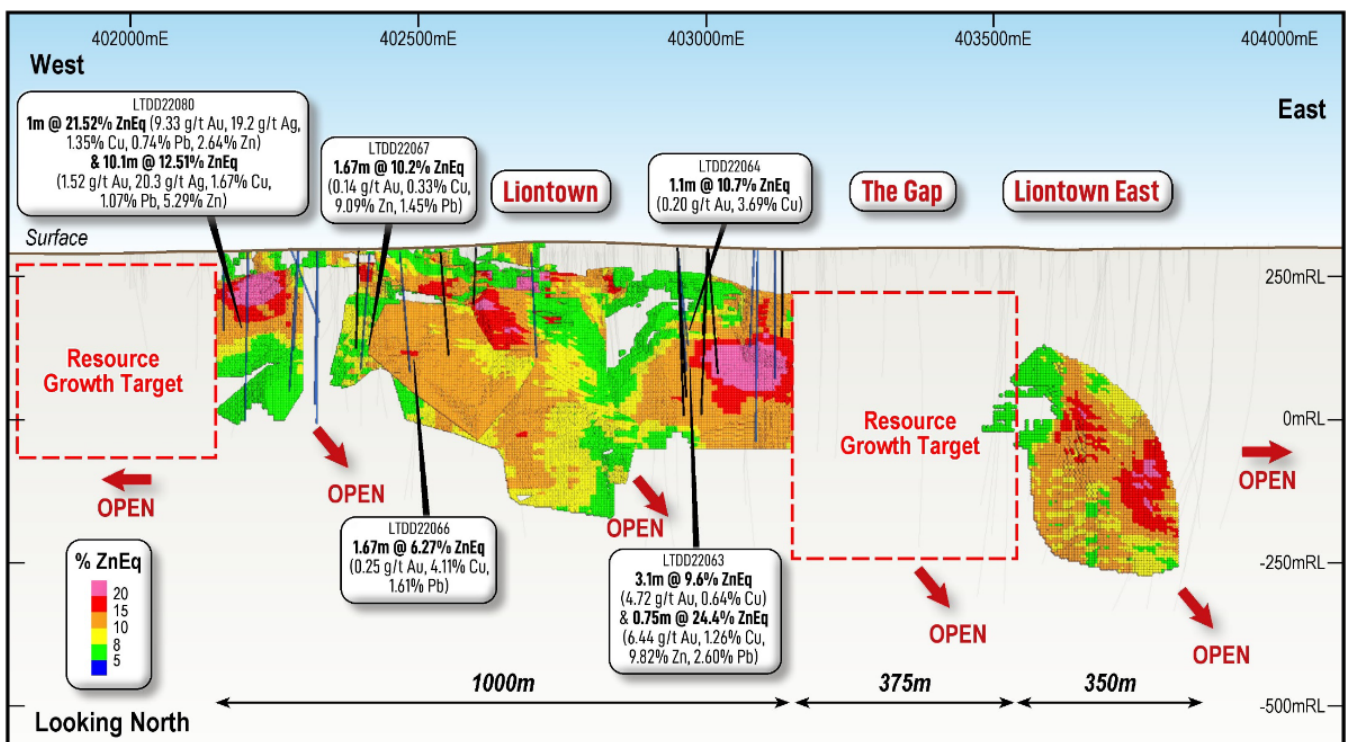 402000mE
402500mE
403000mE
403500mE
404000mE
West
East
LTDD22080
1m @ 21.52% ZnEq (9.33 g/t Au, 19.2 g/t Ag,
1.35% Cu, 0.74% Pb, 2.64% Zn)
& 10.1m @ 12.51% ZnEq
(1.52 g/t Au, 20.3 g/t Ag, 1.67% Cu,
1.07% Pb, 5.29% Zn)
LTDD22067
1.67m @ 10.2% ZnEq
(0.14 g/t Au, 0.33% Cu,
9.09% Zn, 1.45% Pb)
Liontown
LTDD22064
1.1m @ 10.7% ZnEq
(0.20 g/t Au, 3.69% Cu)
The Gap
Liontown East
Surface
250mRL
Resource
Growth Target
0mRL
Resource
Growth Target
OPEN
OPEN
OPEN
OPEN
LTDD22066
1.67m @ 6.27% ZnEq
(0.25 g/t Au, 4.11% Cu,
1.61% Pb)
LTDD22063
3.1m @ 9.6% ZnEq
(4.72 g/t Au, 0.64% Cu)
& 0.75m @ 24.4% ZnEq
(6.44 g/t Au, 1.26% Cu,
9.82% Zn, 2.60% Pb)
-250mRL
OPEN
OPEN
% ZnEq
20
15
10
8
5
1000m
375m
350m
-500mRL
Looking North